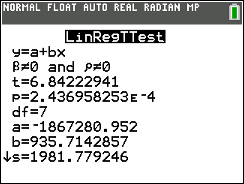 NORMAL FLOAT AUTO REAL RADIAN MP
LinRegTTest
y=a+bx
β≠0 and ρ≠0
t=6.84222941
p=2.436958253ᴇ-4
df=7
a=-1867280.952
b=935.7142857
↓s=1981.779246